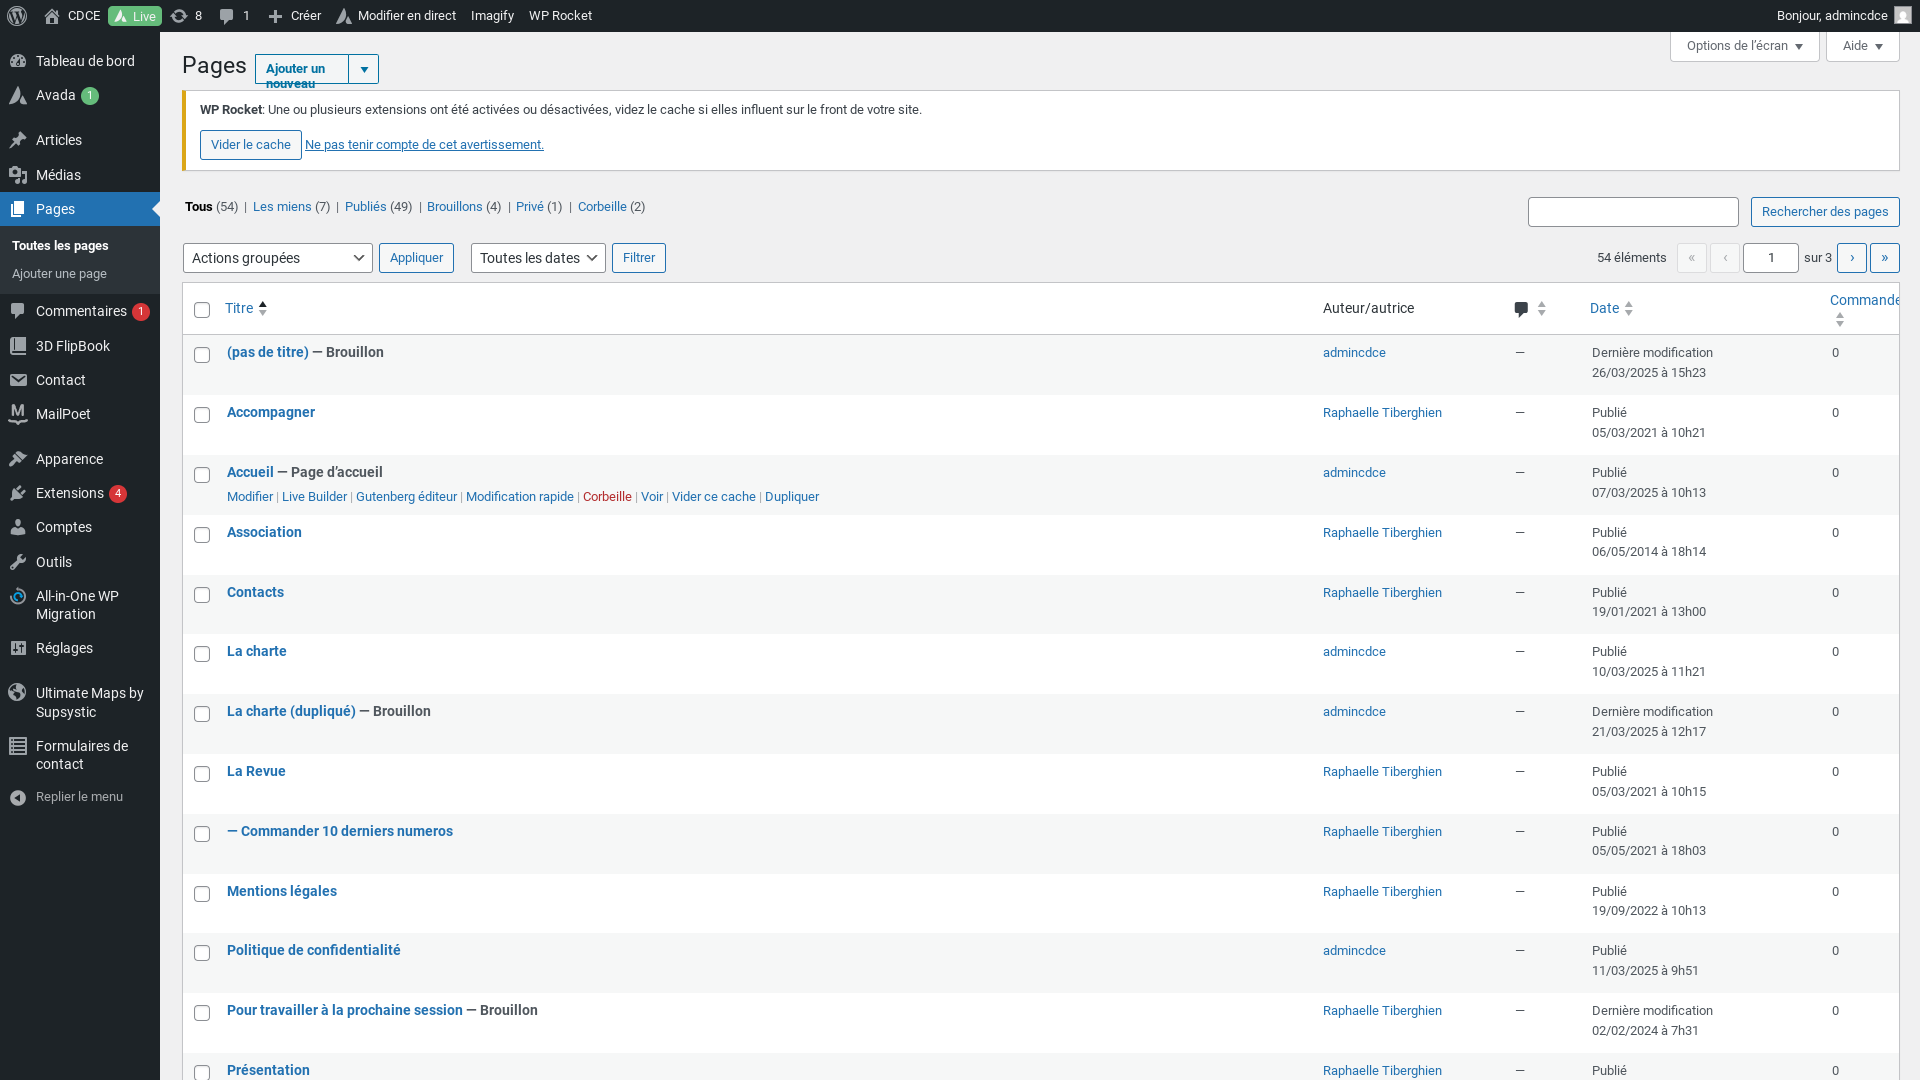 CDCE Live 8 1 Créer Modifier en direct Imagify WP Rocket Bonjour, admincdce
Tableau de bord
Avada 1
Articles
Médias
Pages
Toutes les pages
Ajouter une page
Commentaires 1
3D FlipBook
Contact
MailPoet
Apparence
Extensions 4
Comptes
Outils
All-in-One WP
Migration
Réglages
Ultimate Maps by
Supsystic
Formulaires de
contact
Replier le menu
Options de l’écran Aide
Pages Ajouter un
nouveau
WP Rocket: Une ou plusieurs extensions ont été activées ou désactivées, videz le cache si elles influent sur le front de votre site.
Vider le cache Ne pas tenir compte de cet avertissement.
Tous (54) | Les miens (7) | Publiés (49) | Brouillons (4) | Privé (1) | Corbeille (2)
Rechercher des pages
Actions groupées Appliquer Toutes les dates Filtrer 54 éléments « ‹ 1 sur 3 › »
Titre Auteur/autrice Date Commande
(pas de titre) — Brouillon admincdce — Dernière modification 0
26/03/2025 à 15h23
Accompagner Raphaelle Tiberghien — Publié 0
05/03/2021 à 10h21
Accueil — Page d’accueil admincdce — Publié 0
Modifier | Live Builder | Gutenberg éditeur | Modification rapide | Corbeille | Voir | Vider ce cache | Dupliquer 07/03/2025 à 10h13
Association Raphaelle Tiberghien — Publié 0
06/05/2014 à 18h14
Contacts Raphaelle Tiberghien — Publié 0
19/01/2021 à 13h00
La charte admincdce — Publié 0
10/03/2025 à 11h21
La charte (dupliqué) — Brouillon admincdce — Dernière modification 0
21/03/2025 à 12h17
La Revue Raphaelle Tiberghien — Publié 0
05/03/2021 à 10h15
— Commander 10 derniers numeros Raphaelle Tiberghien — Publié 0
05/05/2021 à 18h03
Mentions légales Raphaelle Tiberghien — Publié 0
19/09/2022 à 10h13
Politique de confidentialité admincdce — Publié 0
11/03/2025 à 9h51
Pour travailler à la prochaine session — Brouillon Raphaelle Tiberghien — Dernière modification 0
02/02/2024 à 7h31
Présentation Raphaelle Tiberghien — Publié 0